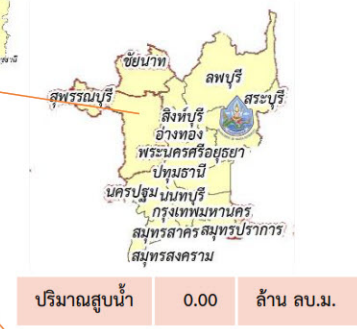 ชัยนาท
ลพบุรี
สุพรรณบุรี
สระบุรี
สิงห์บุรี
อ่างทอง
พระนครศรีอยุธยา
ปทุมธานี
นครปฐม นนทบุรี
กรุงเทพมหานคร
สมุทรสาคร สมุทรปราการ
สมุทรสงคราม
ปริมาณสูบน้ำ 0.00 ล้าน ลบ.ม.